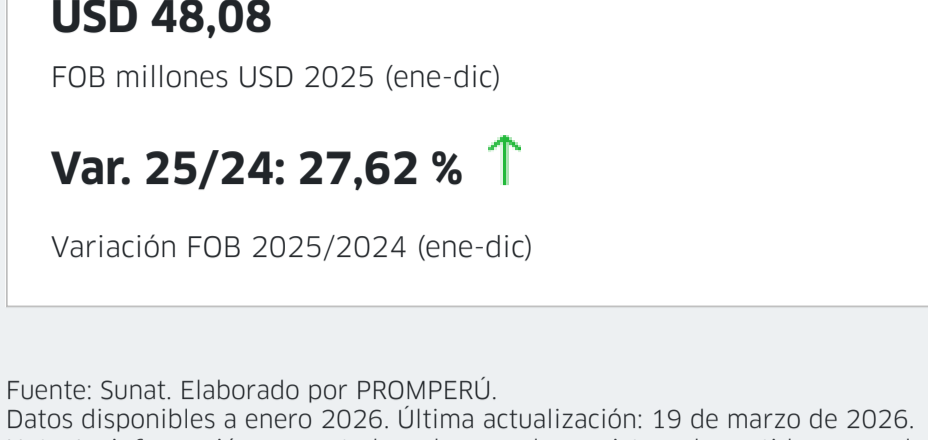 USD 48,08
FOB millones USD 2025 (ene-dic)
Var. 25/24: 27,62 %
Variación FOB 2025/2024 (ene-dic)
Fuente: Sunat. Elaborado por PROMPERÚ.
Datos disponibles a enero 2026. Última actualización: 19 de marzo de 2026.